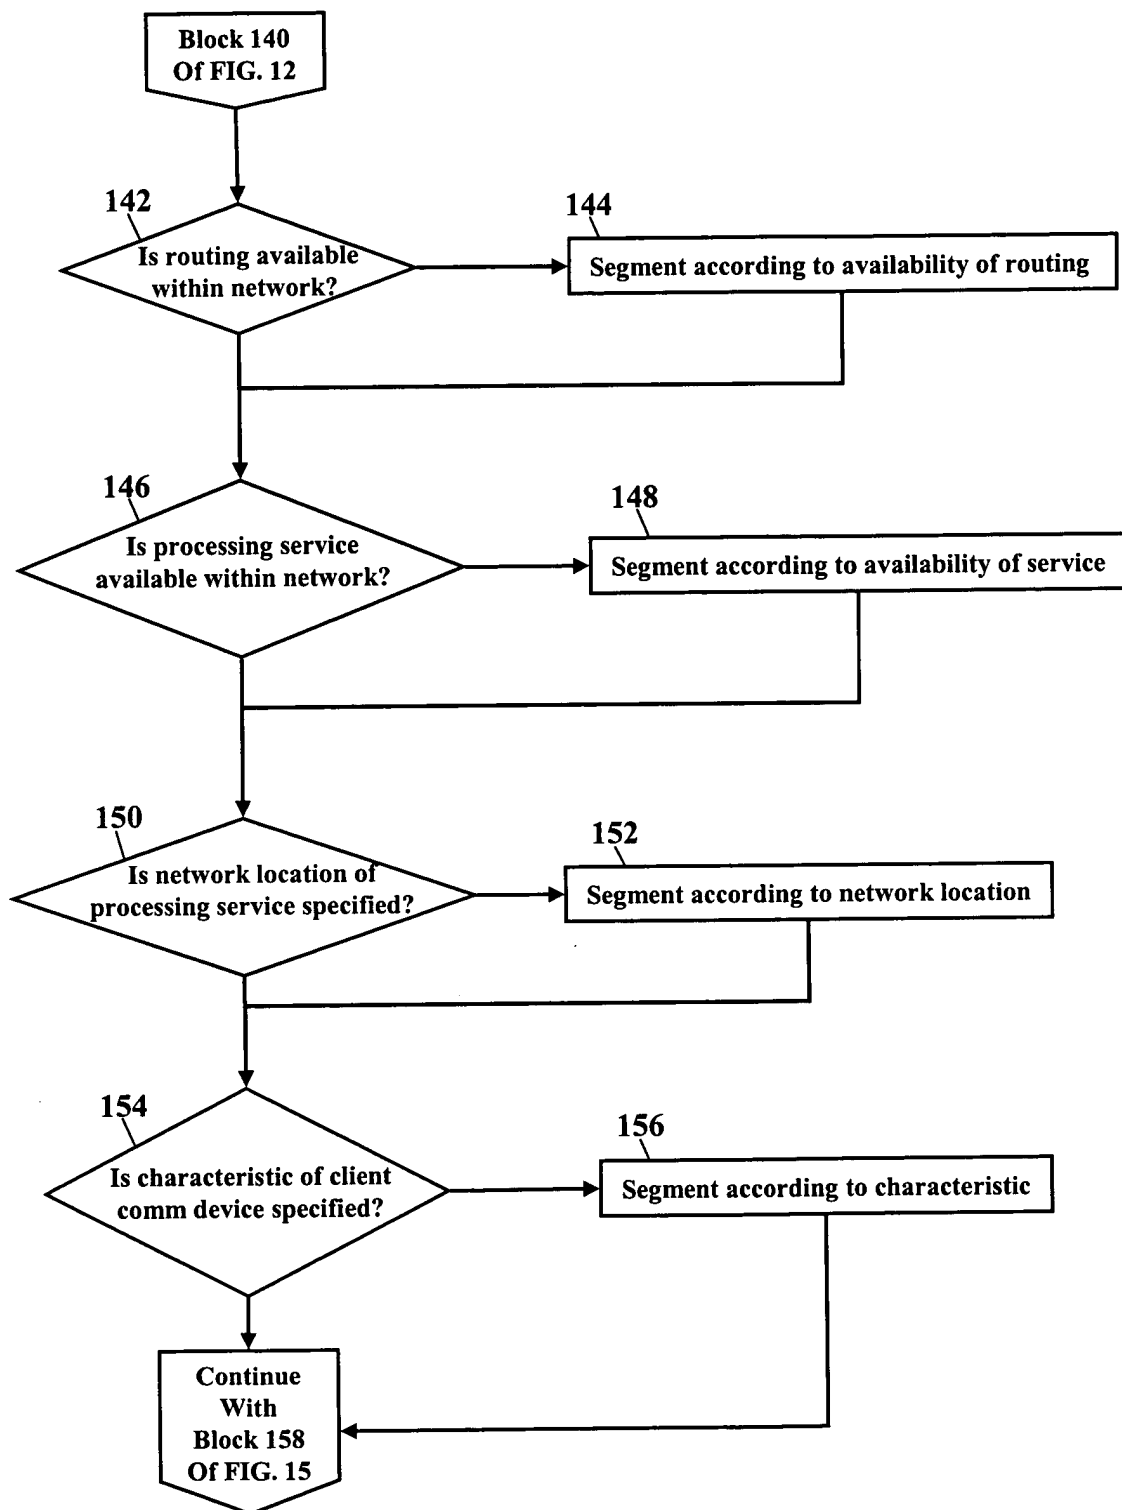 Block 140
Of FIG. 12
142
Is routing available
within network?
144
Segment according to availability of routing
146
Is processing service
available within network?
148
Segment according to availability of service
150
Is network location of
processing service specified?
152
Segment according to network location
154
Is characteristic of client
comm device specified?
156
Segment according to characteristic
Continue
With
Block 158
Of FIG. 15